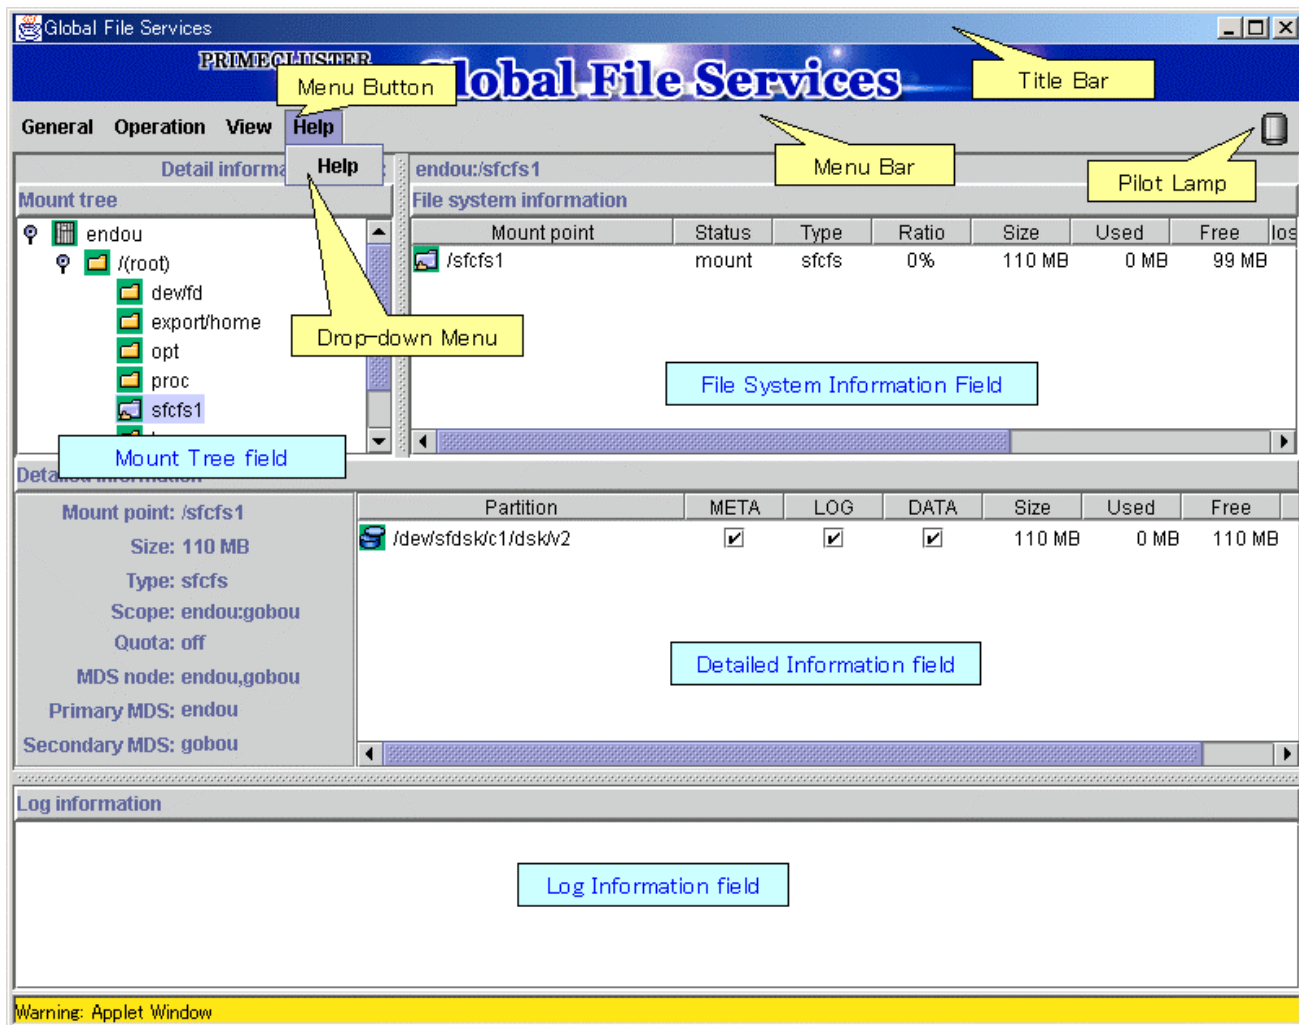 Global File Services
PRIMECLUSTER
Global File Services
Title Bar
Menu Button
General Operation View Help
Menu Bar
Pilot Lamp
Help
Detail informa :
endou:/sfcfs1
Mount tree
File system information
endou
/(root)
dev/fd
export/home
opt
proc
sfcfs1
Mount point Status Type Ratio Size Used Free los
/sfcfs1 mount sfcfs 0% 110 MB 0 MB 99 MB
Drop-down Menu
File System Information Field
Mount Tree field
Detailed information
Mount point: /sfcfs1
Size: 110 MB
Type: sfcfs
Scope: endou:gobou
Quota: off
MDS node: endou,gobou
Primary MDS: endou
Secondary MDS: gobou
Partition META LOG DATA Size Used Free
/dev/sfdsk/c1/dsk/v2 110 MB 0 MB 110 MB
Detailed Information field
Log information
Log Information field
Warning: Applet Window